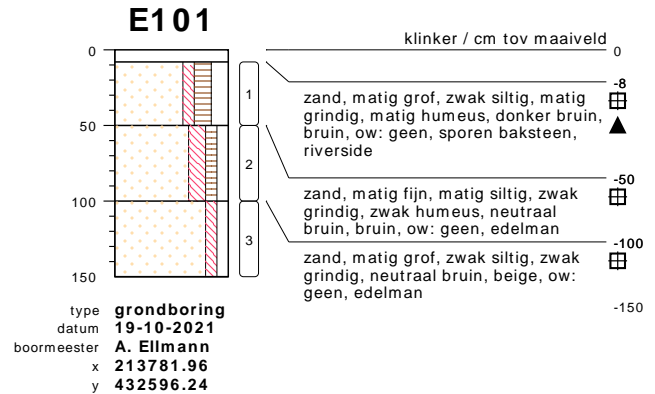 E101
klinker / cm tov maaiveld
0
0
-8
1
zand, matig grof, zwak siltig, matig
grindig, matig humeus, donker bruin,
bruin, ow: geen, sporen baksteen,
riverside
50
-50
2
zand, matig fijn, matig siltig, zwak
grindig, zwak humeus, neutraal
bruin, bruin, ow: geen, edelman
100
-100
3
zand, matig grof, zwak siltig, zwak
grindig, neutraal bruin, beige, ow:
geen, edelman
150
-150
type grondboring
datum 19-10-2021
boormeester A. Ellmann
x 213781.96
y 432596.24